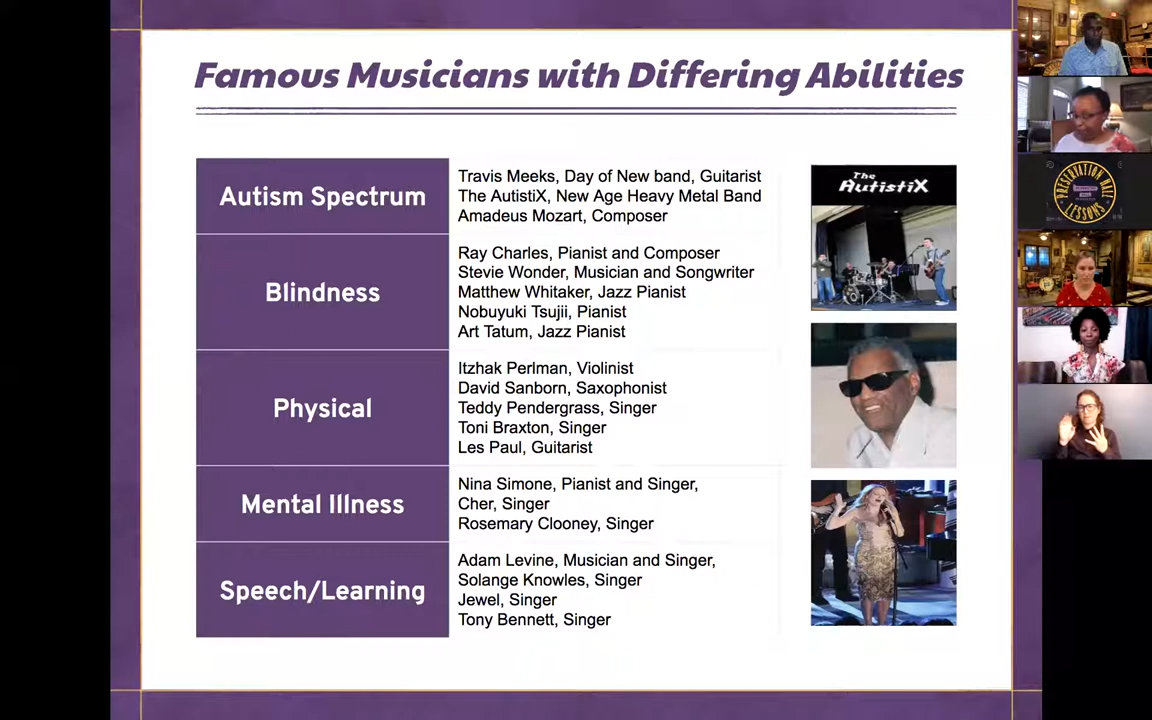 Famous Musicians with Differing Abilities
Autism Spectrum
Travis Meeks, Day of New band, Guitarist
The AutistiX, New Age Heavy Metal Band
Amadeus Mozart, Composer
Blindness
Ray Charles, Pianist and Composer
Stevie Wonder, Musician and Songwriter
Matthew Whitaker, Jazz Pianist
Nobuyuki Tsujii, Pianist
Art Tatum, Jazz Pianist
Physical
Itzhak Perlman, Violinist
David Sanborn, Saxophonist
Teddy Pendergrass, Singer
Toni Braxton, Singer
Les Paul, Guitarist
Mental Illness
Nina Simone, Pianist and Singer,
Cher, Singer
Rosemary Clooney, Singer
Speech/Learning
Adam Levine, Musician and Singer,
Solange Knowles, Singer
Jewel, Singer
Tony Bennett, Singer
The
AutistiX
PRESERVATION HALL
LESSONS